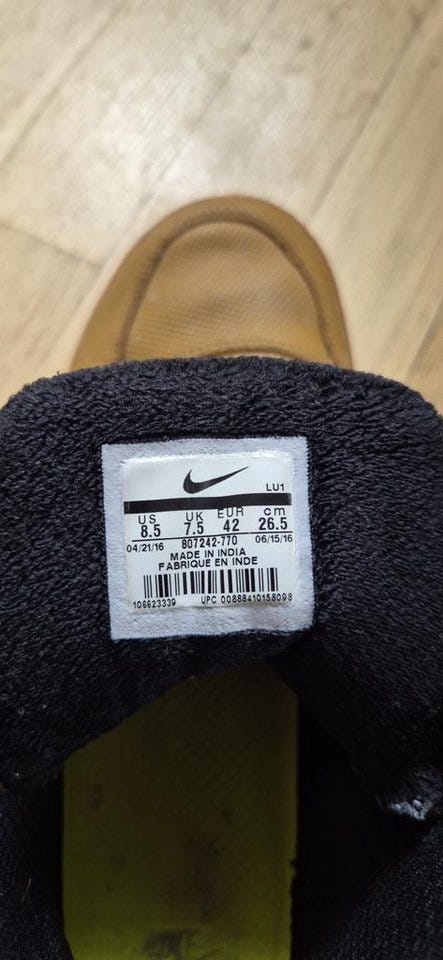 LU1
US UK EUR cm
8.5 7.5 42 26.5
04/21/16 807242-770 06/15/16
MADE IN INDIA
FABRIQUE EN INDE
106623339 UPC 00888410158098
NIKE